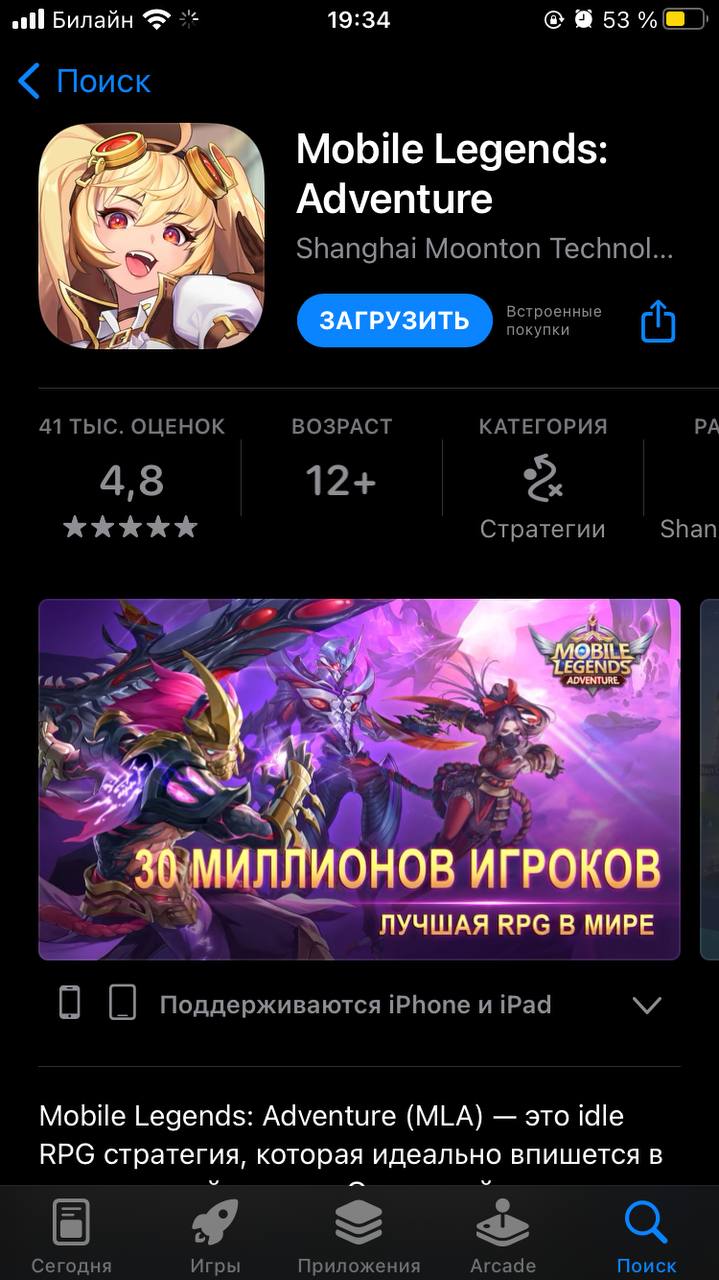 Билайн 19:34 53 %
Поиск
Mobile Legends:
Adventure
Shanghai Moonton Technol...
ЗАГРУЗИТЬ
Встроенные
покупки
41 ТЫС. ОЦЕНОК
4,8
ВОЗРАСТ
12+
КАТЕГОРИЯ
Стратегии
РА
Shan
MOBILE
LEGENDS
ADVENTURE
30 МИЛЛИОНОВ ИГРОКОВ
ЛУЧШАЯ RPG В МИРЕ
Поддерживаются iPhone и iPad
Mobile Legends: Adventure (MLA) — это idle
RPG стратегия, которая идеально впишется в
Сегодня
Игры
Приложения
Arcade
Поиск